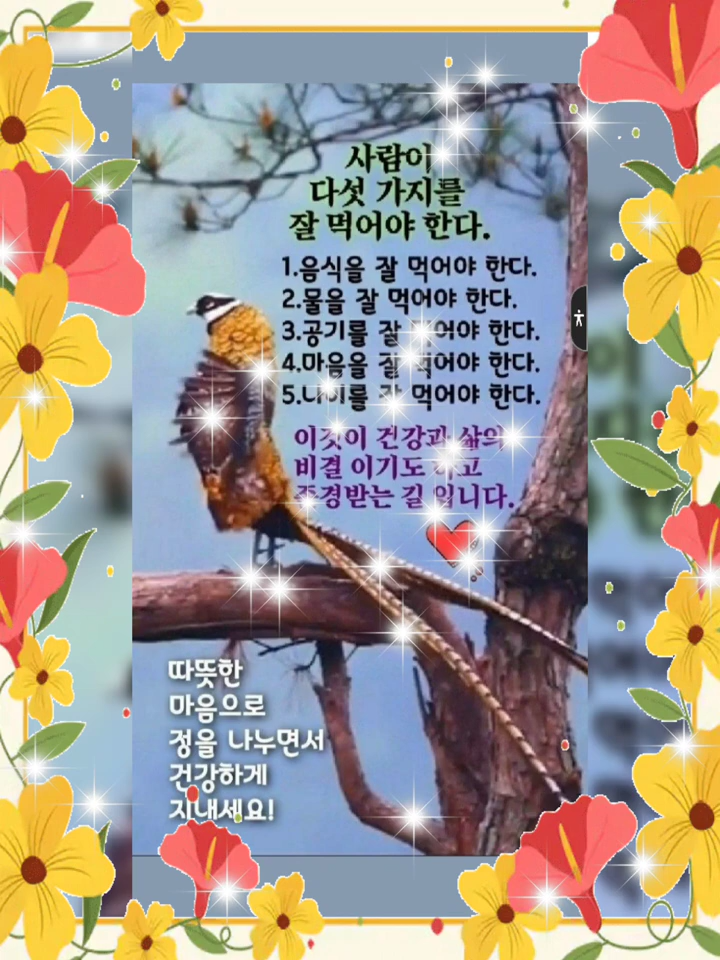 사람이
다섯 가지를
잘 먹어야 한다.
1.음식을 잘 먹어야 한다.
2.물을 잘 먹어야 한다.
3.공기를 잘 먹어야 한다.
4.마음을 잘 먹어야 한다.
5.나이를 잘 먹어야 한다.
이것이 건강과 삶의
비결 이기도 하고
존경받는 길 입니다.
따뜻한
마음으로
정을 나누면서
건강하게
지내세요!